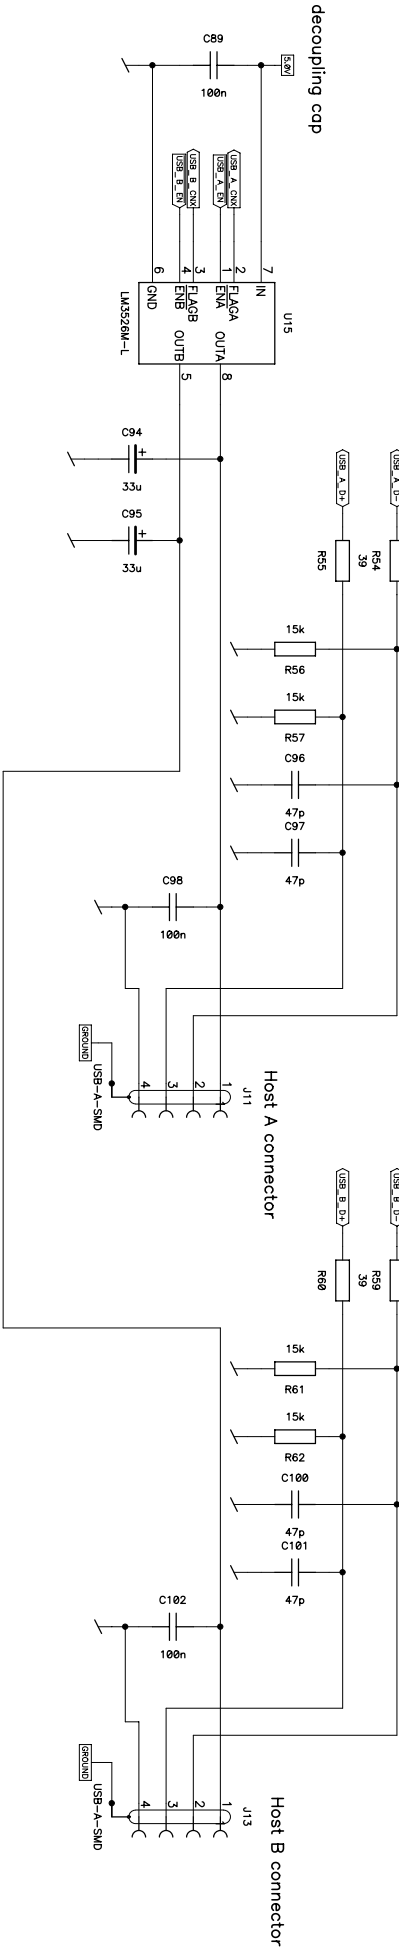 decoupling cap
5.0V
C89
100n
USB_A_CNX
USB_A_EN
USB_B_CNX
USB_B_EN
7
2
1
3
4
6
IN
FLAGA
ENA
FLAGB
ENB
GND
OUTA
OUTB
U15
LM3526M-L
8
5
C94
33u
C95
33u
USB_A_D-
USB_A_D+
R54
39
R55
15k
R56
15k
R57
C96
47p
C97
47p
C98
100n
Host A connector
J11
1
2
3
4
GROUND
USB-A-SMD
USB_B_D-
USB_B_D+
R59
39
R60
15k
R61
15k
R62
C100
47p
C101
47p
C102
100n
Host B connector
J13
1
2
3
4
GROUND
USB-A-SMD